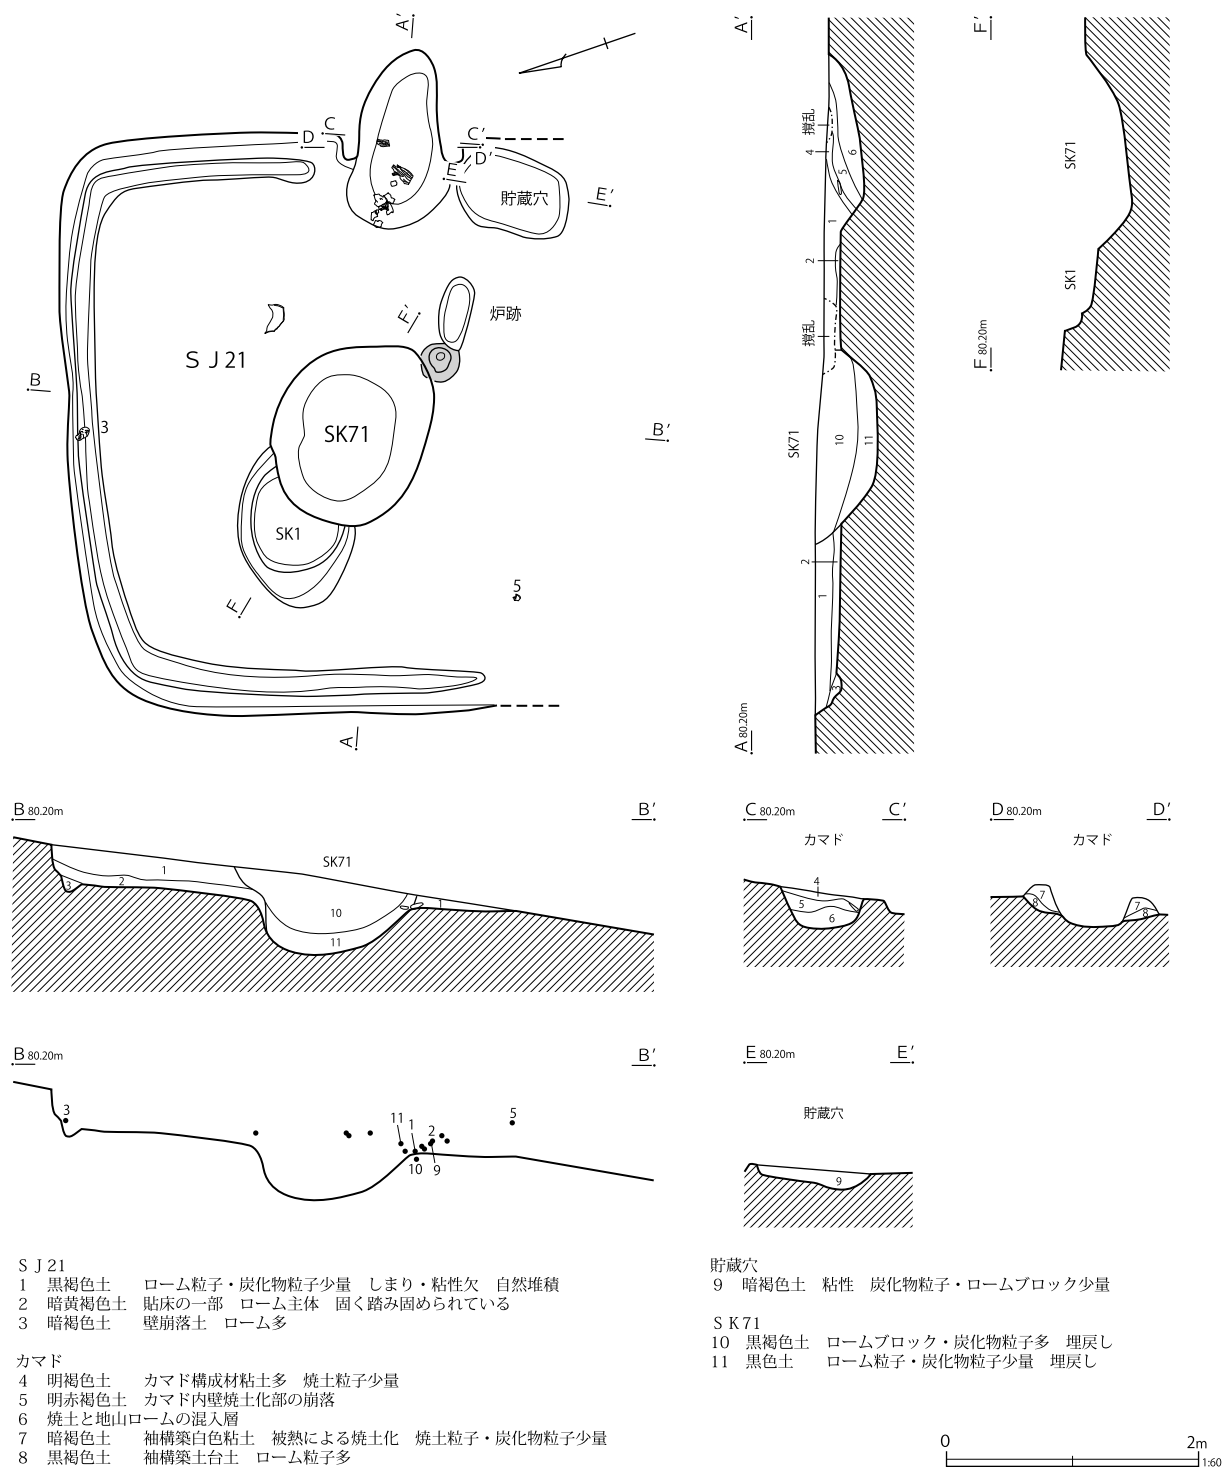 A′
C
D
C′
D′
E
E′
貯蔵穴
F′
炉跡
ＳＪ21
B
3
SK71
B′
SK1
5
F
A
A′
撹乱
4
6
5
1
2
撹乱
SK71
10
11
2
1
3
A 80.20m
F′
SK71
SK1
F 80.20m
B 80.20m
B′
SK71
1
2
3
10
11
1
C 80.20m
C′
カマド
4
5
6
D 80.20m
D′
カマド
7
8
7
8
B 80.20m
B′
3
11
1
2
5
10
9
E 80.20m
E′
貯蔵穴
9
ＳＪ21
1 黒褐色土 ローム粒子・炭化物粒子少量 しまり・粘性欠 自然堆積
2 暗黄褐色土 貼床の一部 ローム主体 固く踏み固められている
3 暗褐色土 壁崩落土 ローム多
カマド
4 明褐色土 カマド構成材粘土多 焼土粒子少量
5 明赤褐色土 カマド内壁焼土化部の崩落
6 焼土と地山ロームの混入層
7 暗褐色土 袖構築白色粘土 被熱による焼土化 焼土粒子・炭化物粒子少量
8 黒褐色土 袖構築土台土 ローム粒子多
貯蔵穴
9 暗褐色土 粘性 炭化物粒子・ロームブロック少量
ＳＫ71
10 黒褐色土 ロームブロック・炭化物粒子多 埋戻し
11 黒色土 ローム粒子・炭化物粒子少量 埋戻し
0 2m
1:60